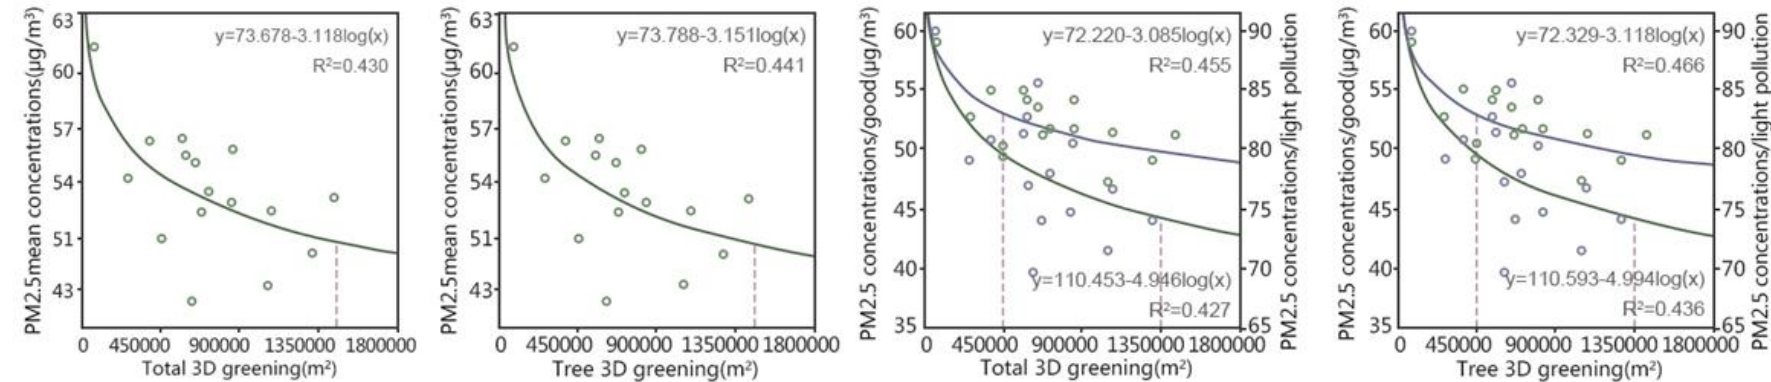 PM2.5mean concentrations(μg/m³)
63
60
57
54
51
43
y=73.678-3.118log(x)
R²=0.430
0 450000 900000 1350000 1800000
Total 3D greening(m²)
PM2.5mean concentrations(μg/m³)
63
60
57
54
51
43
y=73.788-3.151log(x)
R²=0.441
0 450000 900000 1350000 1800000
Tree 3D greening(m²)
PM2.5 concentrations/good(μg/m³)
60
55
50
45
40
35
y=72.220-3.085log(x)
R²=0.455
y=110.453-4.946log(x)
R²=0.427
90
85
80
75
70
65
PM2.5 concentrations/light pollution
0 450000 900000 1350000 1800000
Total 3D greening(m²)
PM2.5 concentrations/good(μg/m³)
60
55
50
45
40
35
y=72.329-3.118log(x)
R²=0.466
y=110.593-4.994log(x)
R²=0.436
90
85
80
75
70
65
PM2.5 concentrations/light pollution
0 450000 900000 1350000 1800000
Tree 3D greening(m²)